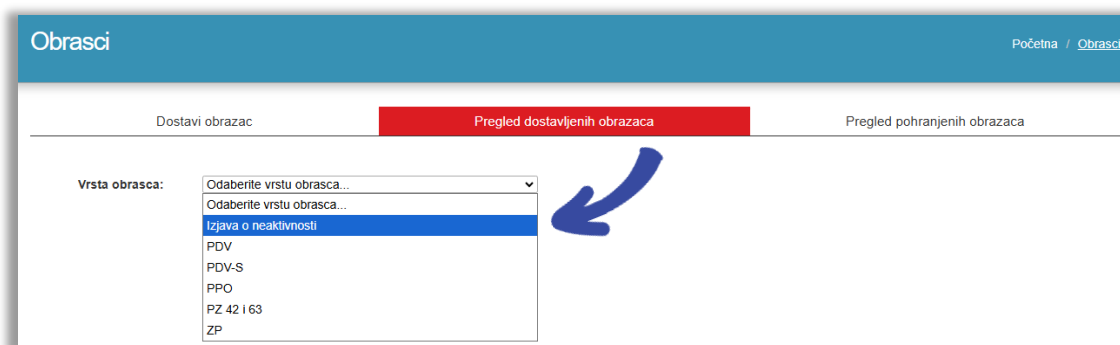 Obrasci
Početna / Obrasci
Dostavi obrazac
Pregled dostavljenih obrazaca
Pregled pohranjenih obrazaca
Vrsta obrasca:
Odaberite vrstu obrasca...
Odaberite vrstu obrasca...
Izjava o neaktivnosti
PDV
PDV-S
PPO
PZ 42 i 63
ZP